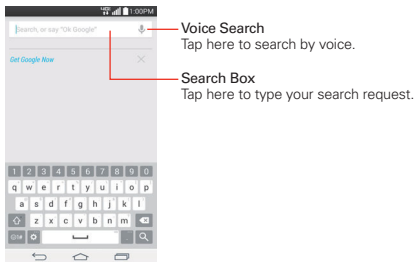 1:00PM
Search, or say "Ok Google"
Voice Search
Tap here to search by voice.
Get Google Now
Search Box
Tap here to type your search request.
1 2 3 4 5 6 7 8 9 0
q w e r t y u i o p
a s d f g h j k l
z x c v b n m